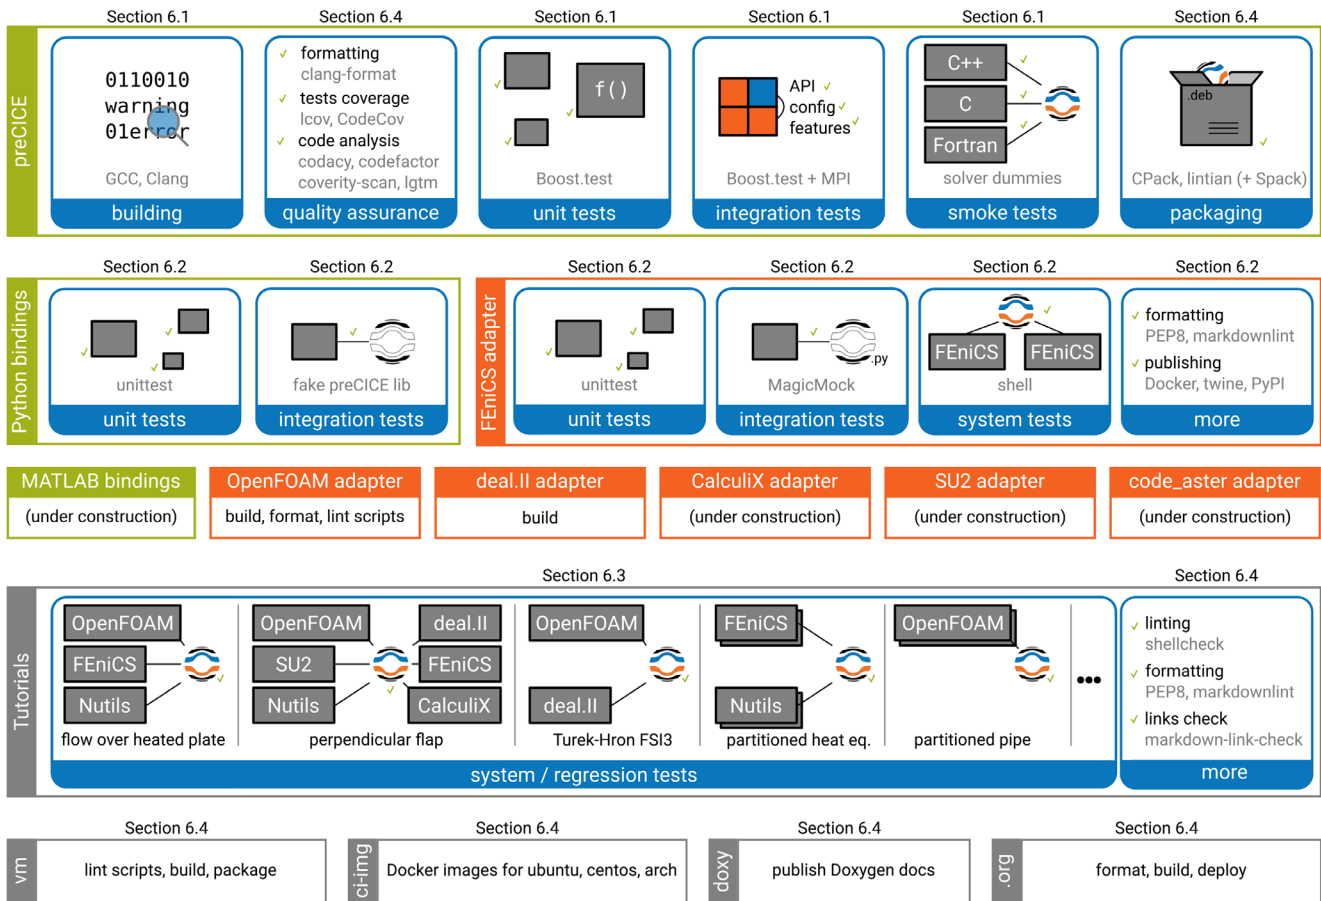 Section 6.1
Section 6.4
Section 6.1
Section 6.1
Section 6.1
Section 6.4
preCICE
0110010
warning
01error
GCC, Clang
building
formatting
clang-format
tests coverage
lcov, CodeCov
code analysis
codacy, codefactor
coverity-scan, lgtm
quality assurance
f()
Boost.test
unit tests
API
config
features
Boost.test + MPI
integration tests
C++
C
Fortran
solver dummies
smoke tests
.deb
CPack, lintian (+ Spack)
packaging
Section 6.2
Section 6.2
Section 6.2
Section 6.2
Section 6.2
Section 6.2
Python bindings
unittest
unit tests
fake preCICE lib
integration tests
FEniCS adapter
unittest
unit tests
.py
MagicMock
integration tests
FEniCS
FEniCS
shell
system tests
formatting
PEP8, markdownlint
publishing
Docker, twine, PyPI
more
MATLAB bindings
(under construction)
OpenFOAM adapter
build, format, lint scripts
deal.II adapter
build
CalculiX adapter
(under construction)
SU2 adapter
(under construction)
code_aster adapter
(under construction)
Section 6.3
Section 6.4
Tutorials
OpenFOAM
FEniCS
Nutils
flow over heated plate
OpenFOAM
SU2
Nutils
deal.II
FEniCS
CalculiX
perpendicular flap
OpenFOAM
deal.II
Turek-Hron FSI3
FEniCS
Nutils
partitioned heat eq.
OpenFOAM
partitioned pipe
•••
system / regression tests
linting
shellcheck
formatting
PEP8, markdownlint
links check
markdown-link-check
more
Section 6.4
Section 6.4
Section 6.4
Section 6.4
vm
lint scripts, build, package
ci-img
Docker images for ubuntu, centos, arch
doxy
publish Doxygen docs
.org
format, build, deploy